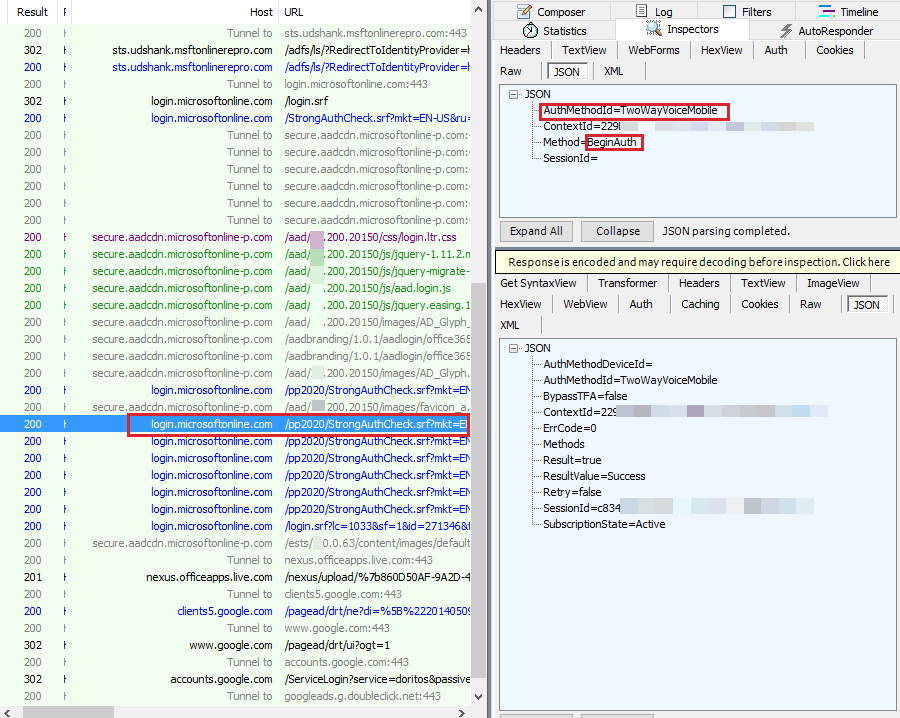 Result Host URL
200 Tunnel to sts.udshank.msftonlinerepro.com:443
302 sts.udshank.msftonlinerepro.com /adfs/ls/?RedirectToIdentityProvider=
200 sts.udshank.msftonlinerepro.com /adfs/ls/?RedirectToIdentityProvider=
200 Tunnel to login.microsoftonline.com:443
302 login.microsoftonline.com /login.srf
200 login.microsoftonline.com /StrongAuthCheck.srf?mkt=EN-US&ru=
200 Tunnel to secure.aadcdn.microsoftonline-p.com:
200 Tunnel to secure.aadcdn.microsoftonline-p.com:
200 Tunnel to secure.aadcdn.microsoftonline-p.com:
200 Tunnel to secure.aadcdn.microsoftonline-p.com:
200 Tunnel to secure.aadcdn.microsoftonline-p.com:
200 Tunnel to secure.aadcdn.microsoftonline-p.com:
200 secure.aadcdn.microsoftonline-p.com /aad/ .200.20150/css/login.ltr.css
200 secure.aadcdn.microsoftonline-p.com /aad/ .200.20150/js/jquery-1.11.2.m
200 secure.aadcdn.microsoftonline-p.com /aad/ .200.20150/js/jquery-migrate-
200 secure.aadcdn.microsoftonline-p.com /aad/ .200.20150/js/aad.login.js
200 secure.aadcdn.microsoftonline-p.com /aad/ .200.20150/js/jquery.easing.1
200 secure.aadcdn.microsoftonline-p.com /aad/ .200.20150/images/AD_Glyph_
200 secure.aadcdn.microsoftonline-p.com /aadbranding/1.0.1/aadlogin/office365
200 secure.aadcdn.microsoftonline-p.com /aadbranding/1.0.1/aadlogin/office365
200 secure.aadcdn.microsoftonline-p.com /aad/ .200.20150/images/AD_Glyph_
200 login.microsoftonline.com /pp2020/StrongAuthCheck.srf?mkt=EN
200 secure.aadcdn.microsoftonline-p.com /aad/ 200.20150/images/favicon_a.
200 login.microsoftonline.com /pp2020/StrongAuthCheck.srf?mkt=EN
200 login.microsoftonline.com /pp2020/StrongAuthCheck.srf?mkt=EN
200 login.microsoftonline.com /pp2020/StrongAuthCheck.srf?mkt=EN
200 login.microsoftonline.com /pp2020/StrongAuthCheck.srf?mkt=EN
200 login.microsoftonline.com /pp2020/StrongAuthCheck.srf?mkt=EN
200 login.microsoftonline.com /pp2020/StrongAuthCheck.srf?mkt=EN
200 login.microsoftonline.com /login.srf?lc=1033&sf=1&id=271346&
200 secure.aadcdn.microsoftonline-p.com /ests/ 0.0.63/content/images/default
200 Tunnel to nexus.officeapps.live.com:443
201 nexus.officeapps.live.com /nexus/upload/%7b860D50AF-9A2D-4
200 Tunnel to clients5.google.com:443
200 clients5.google.com /pagead/drt/ne?di=%5B%2220140509
200 Tunnel to www.google.com:443
302 www.google.com /pagead/drt/ui?ogt=1
200 Tunnel to accounts.google.com:443
302 accounts.google.com /ServiceLogin?service=doritos&passive
200 Tunnel to googleads.g.doubleclick.net:443
Composer Log Filters Timeline
Statistics Inspectors AutoResponder
Headers TextView WebForms HexView Auth Cookies
Raw JSON XML
JSON
AuthMethodId=TwoWayVoiceMobile
ContextId=229
Method=BeginAuth
SessionId=
Expand All Collapse JSON parsing completed.
Response is encoded and may require decoding before inspection. Click here
Get SyntaxView Transformer Headers TextView ImageView
HexView WebView Auth Caching Cookies Raw JSON
XML
JSON
AuthMethodDeviceId=
AuthMethodId=TwoWayVoiceMobile
BypassTFA=false
ContextId=229
ErrCode=0
Methods
Result=true
ResultValue=Success
Retry=false
SessionId=c834
SubscriptionState=Active